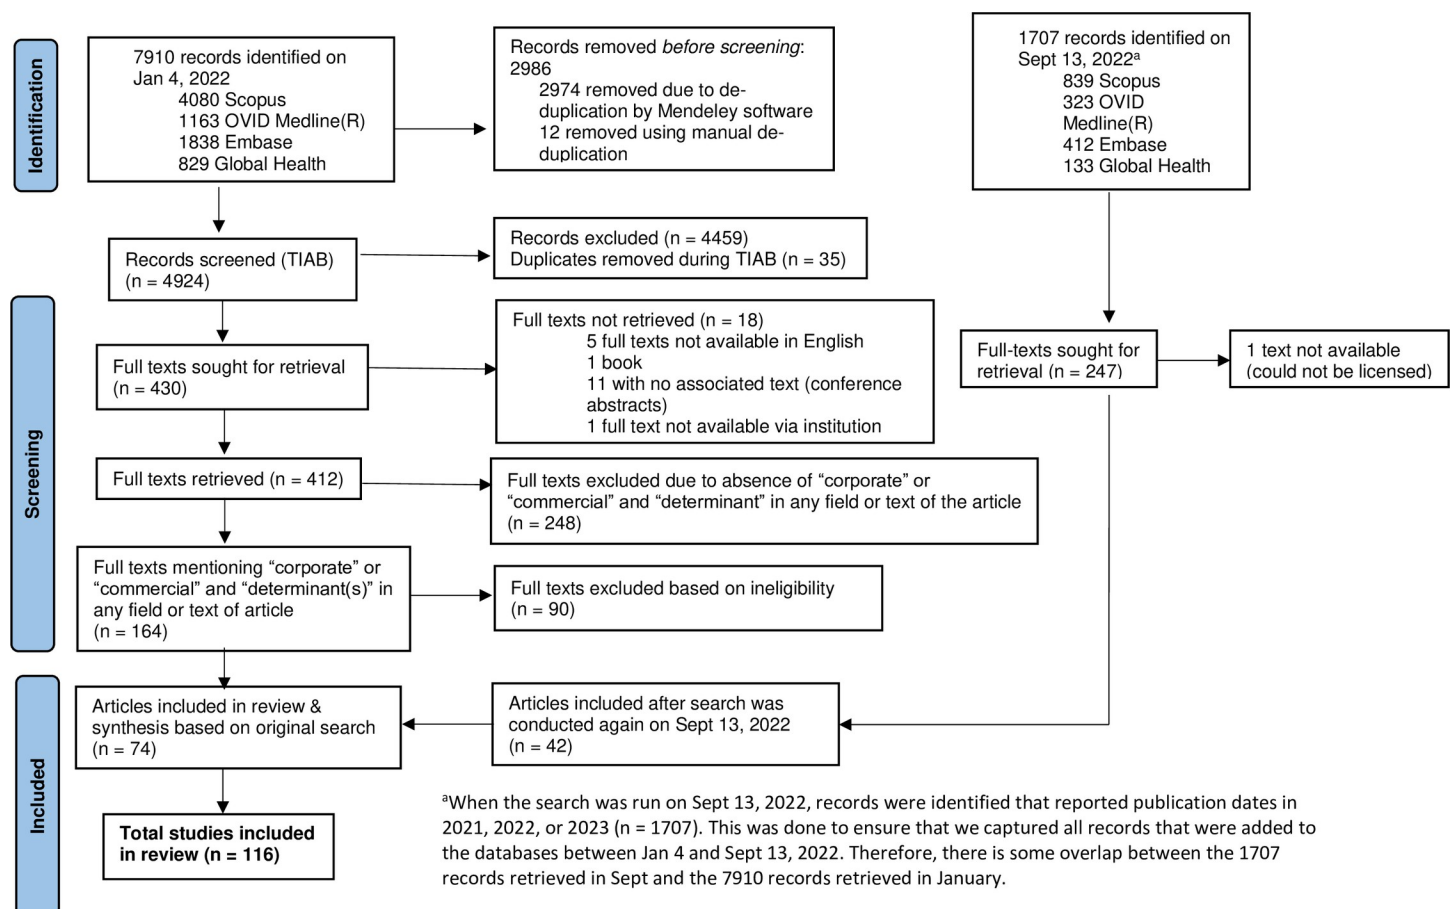 Identification
7910 records identified on
Jan 4, 2022
4080 Scopus
1163 OVID Medline(R)
1838 Embase
829 Global Health
Records removed before screening:
2986
2974 removed due to de-
duplication by Mendeley software
12 removed using manual de-
duplication
1707 records identified on
Sept 13, 2022a
839 Scopus
323 OVID
Medline(R)
412 Embase
133 Global Health
Records screened (TIAB)
(n = 4924)
Records excluded (n = 4459)
Duplicates removed during TIAB (n = 35)
Screening
Full texts sought for retrieval
(n = 430)
Full texts not retrieved (n = 18)
5 full texts not available in English
1 book
11 with no associated text (conference
abstracts)
1 full text not available via institution
Full-texts sought for
retrieval (n = 247)
1 text not available
(could not be licensed)
Full texts retrieved (n = 412)
Full texts excluded due to absence of “corporate” or
“commercial” and “determinant” in any field or text of the article
(n = 248)
Full texts mentioning “corporate” or
“commercial” and “determinant(s)” in
any field or text of article
(n = 164)
Full texts excluded based on ineligibility
(n = 90)
Included
Articles included in review &
synthesis based on original search
(n = 74)
Articles included after search was
conducted again on Sept 13, 2022
(n = 42)
Total studies included
in review (n = 116)
aWhen the search was run on Sept 13, 2022, records were identified that reported publication dates in
2021, 2022, or 2023 (n = 1707). This was done to ensure that we captured all records that were added to
the databases between Jan 4 and Sept 13, 2022. Therefore, there is some overlap between the 1707
records retrieved in Sept and the 7910 records retrieved in January.